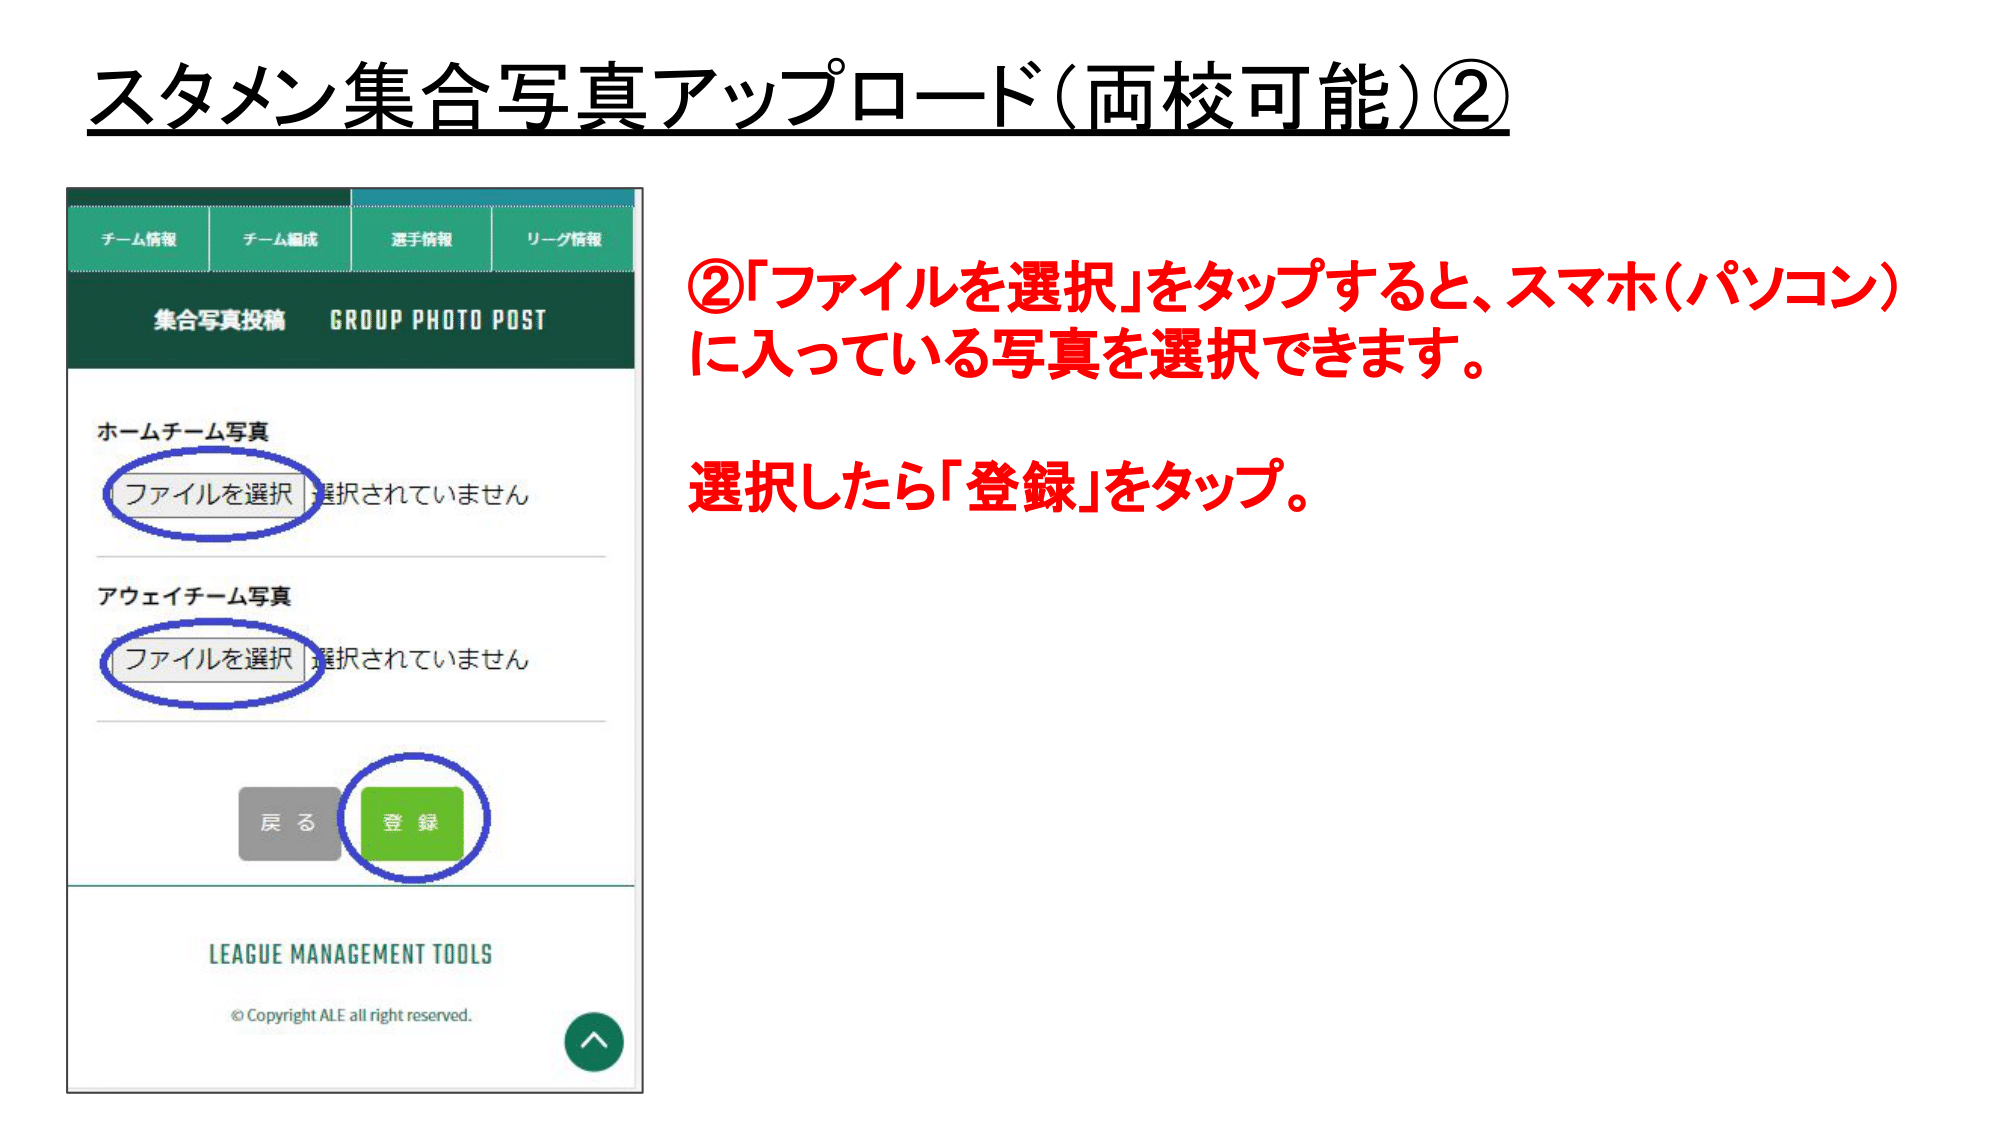 スタメン集合写真アップロード（両校可能）②
チーム情報 チーム編成 選手情報 リーグ情報
集合写真投稿 GROUP PHOTO POST
ホームチーム写真
ファイルを選択 選択されていません
アウェイチーム写真
ファイルを選択 選択されていません
戻 る 登 録
LEAGUE MANAGEMENT TOOLS
© Copyright ALE all right reserved.
②「ファイルを選択」をタップすると、スマホ（パソコン）
に入っている写真を選択できます。
選択したら「登録」をタップ。